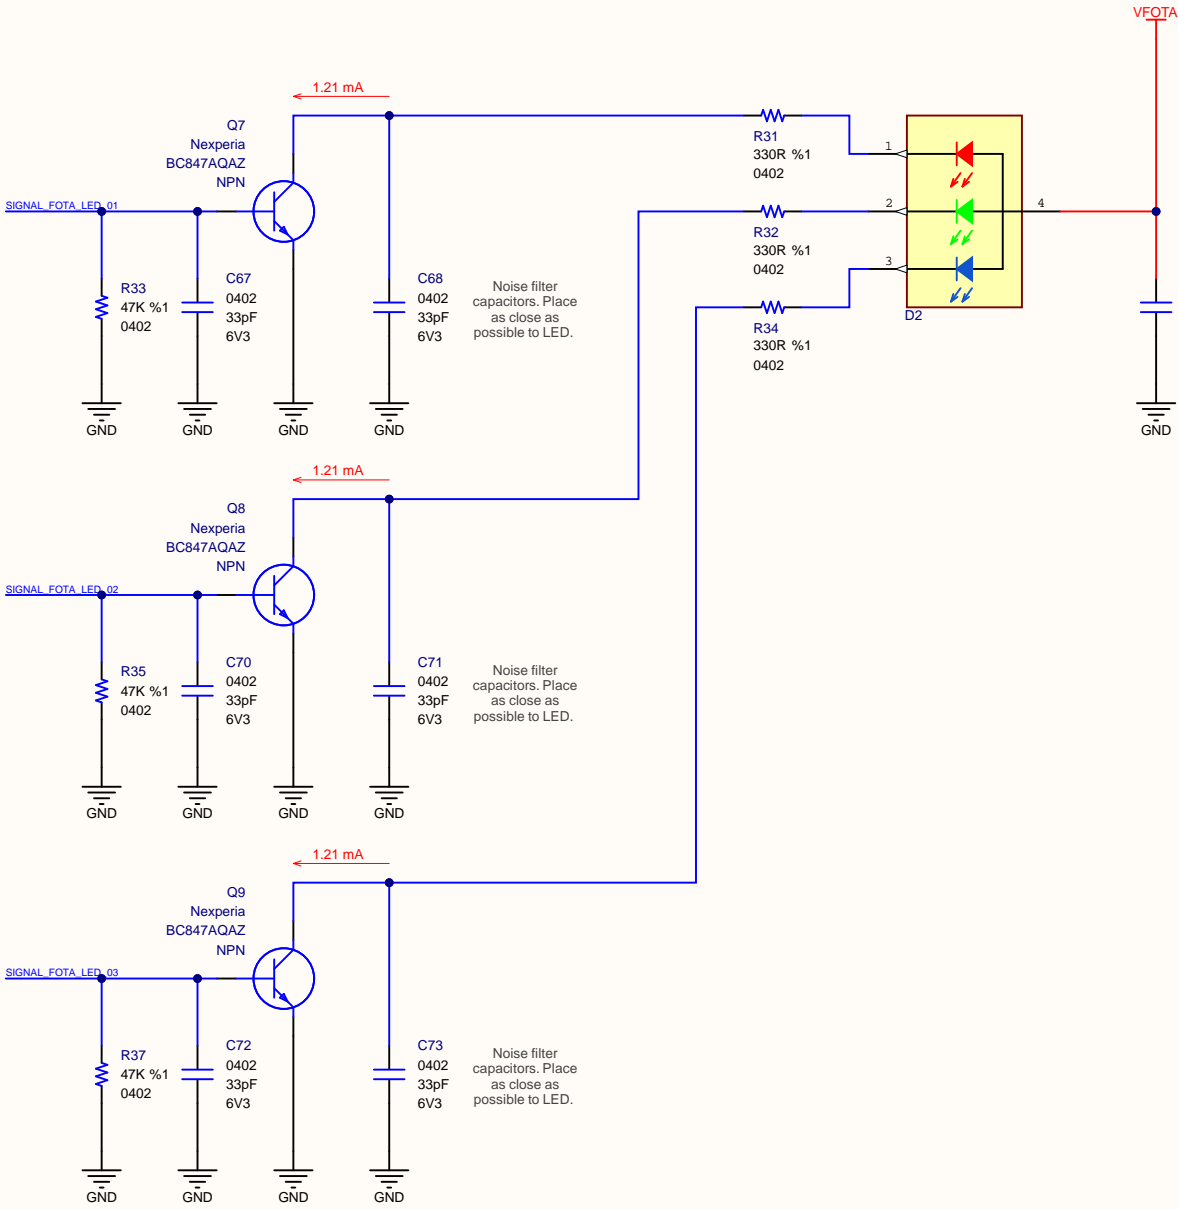 VFOTA
1.21 mA
Q7
Nexperia
BC847AQAZ
NPN
SIGNAL_FOTA_LED_01
R33
47K %1
0402
C67
0402
33pF
6V3
C68
0402
33pF
6V3
Noise filter
capacitors. Place
as close as
possible to LED.
GND
GND
GND
GND
R31
330R %1
0402
R32
330R %1
0402
R34
330R %1
0402
1
2
3
4
D2
GND
1.21 mA
Q8
Nexperia
BC847AQAZ
NPN
SIGNAL_FOTA_LED_02
R35
47K %1
0402
C70
0402
33pF
6V3
C71
0402
33pF
6V3
Noise filter
capacitors. Place
as close as
possible to LED.
GND
GND
GND
GND
1.21 mA
Q9
Nexperia
BC847AQAZ
NPN
SIGNAL_FOTA_LED_03
R37
47K %1
0402
C72
0402
33pF
6V3
C73
0402
33pF
6V3
Noise filter
capacitors. Place
as close as
possible to LED.
GND
GND
GND
GND